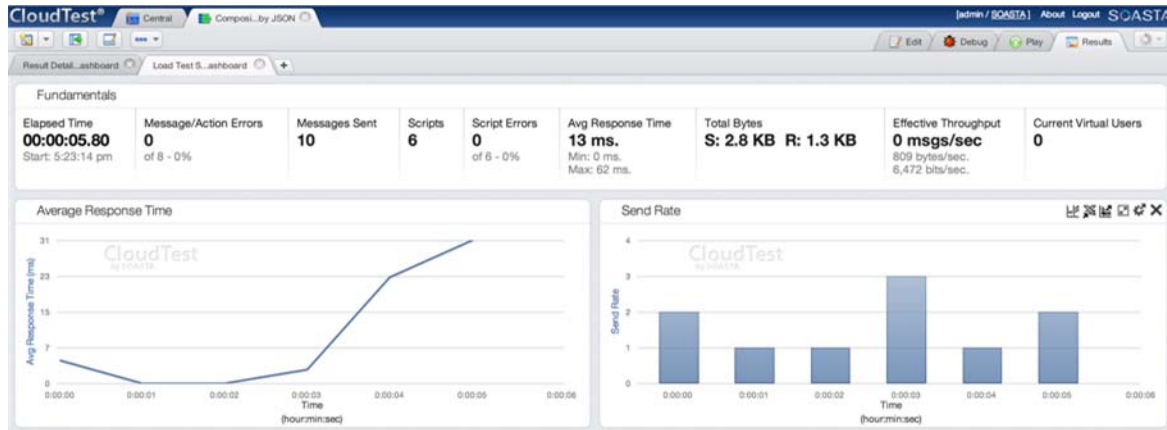 CloudTest® Central Composi...by JSON [admin / SOASTA] About Logout SOASTA
Edit Debug Play Results
Result Detail...ashboard Load Test S...ashboard +
Fundamentals
Elapsed Time Message/Action Errors Messages Sent Scripts Script Errors Avg Response Time Total Bytes Effective Throughput Current Virtual Users
00:00:05.80 0 10 6 0 13 ms. S: 2.8 KB R: 1.3 KB 0 msgs/sec 0
Start: 5:23:14 pm of 8 - 0% of 6 - 0% Min: 0 ms. 809 bytes/sec.
Max: 62 ms. 6,472 bits/sec.
Average Response Time
31
23
15
7
0
Avg Response Time (ms)
CloudTest
by SOASTA
0:00:00 0:00:01 0:00:02 0:00:03 0:00:04 0:00:05 0:00:06
Time
(hour:min:sec)
Send Rate
4
3
2
1
0
Send Rate
CloudTest
by SOASTA
0:00:00 0:00:01 0:00:02 0:00:03 0:00:04 0:00:05 0:00:06
Time
(hour:min:sec)